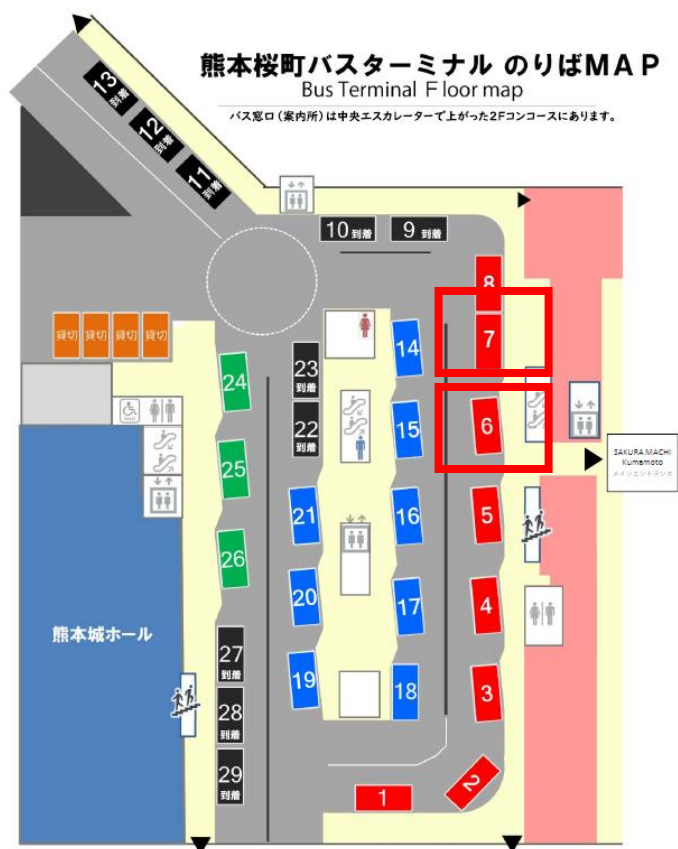 熊本桜町バスターミナル のりばMAP
Bus Terminal Floor map
バス窓口(案内所)は中央エスカレーターで上がった2Fコンコースにあります。
13
到着
12
到着
11
到着
10 到着
9 到着
8
貸切 貸切 貸切 貸切
7
14
23
到着
24
6
15
22
到着
SAKURA MACHI
Kumamoto
メインエントランス
25
5
16
21
26
4
17
20
熊本城ホール
27
到着
3
18
19
28
到着
29
到着
2
1